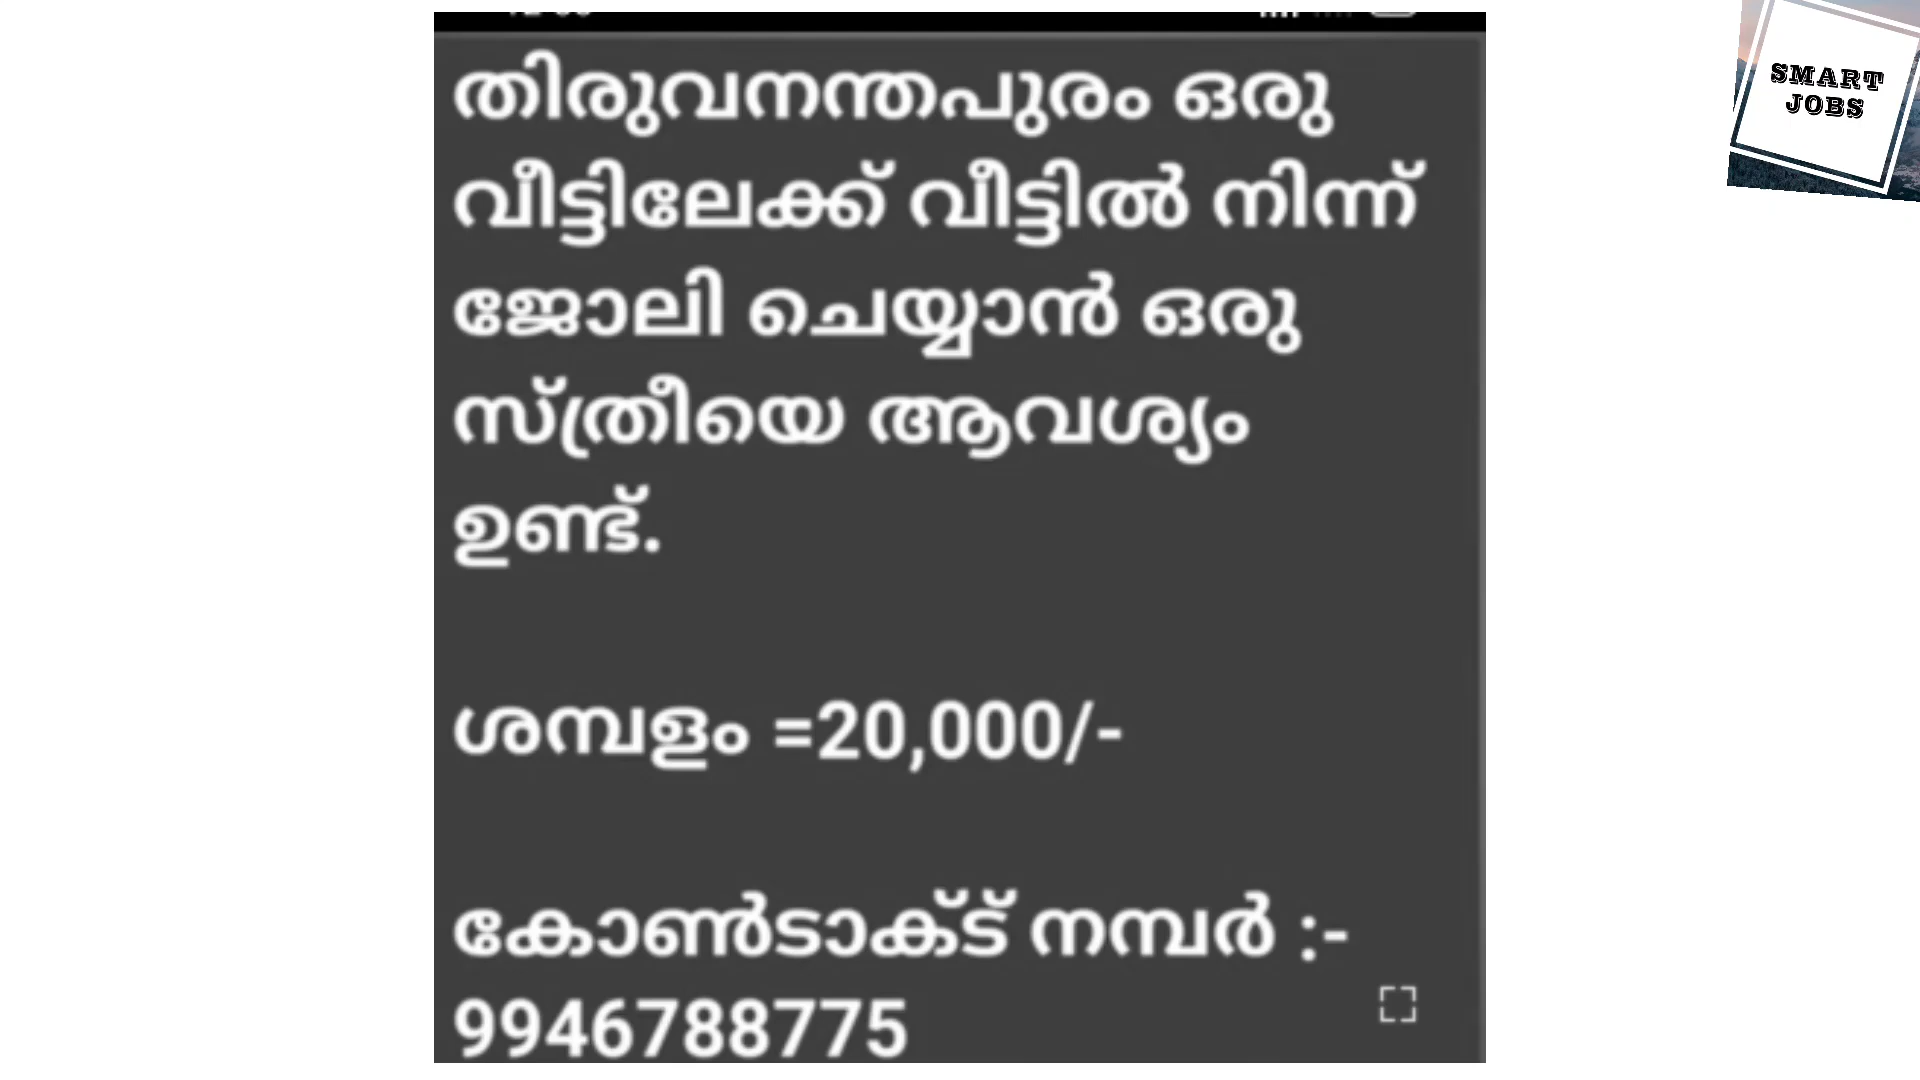 തിരുവനന്തപുരം ഒരു
വീട്ടിലേക്ക് വീട്ടിൽ നിന്ന്
ജോലി ചെയ്യാൻ ഒരു
സ്ത്രീയെ ആവശ്യം
ഉണ്ട്.
ശമ്പളം =20,000/-
കോൺടാക്ട് നമ്പർ :-
9946788775
SMART
JOBS